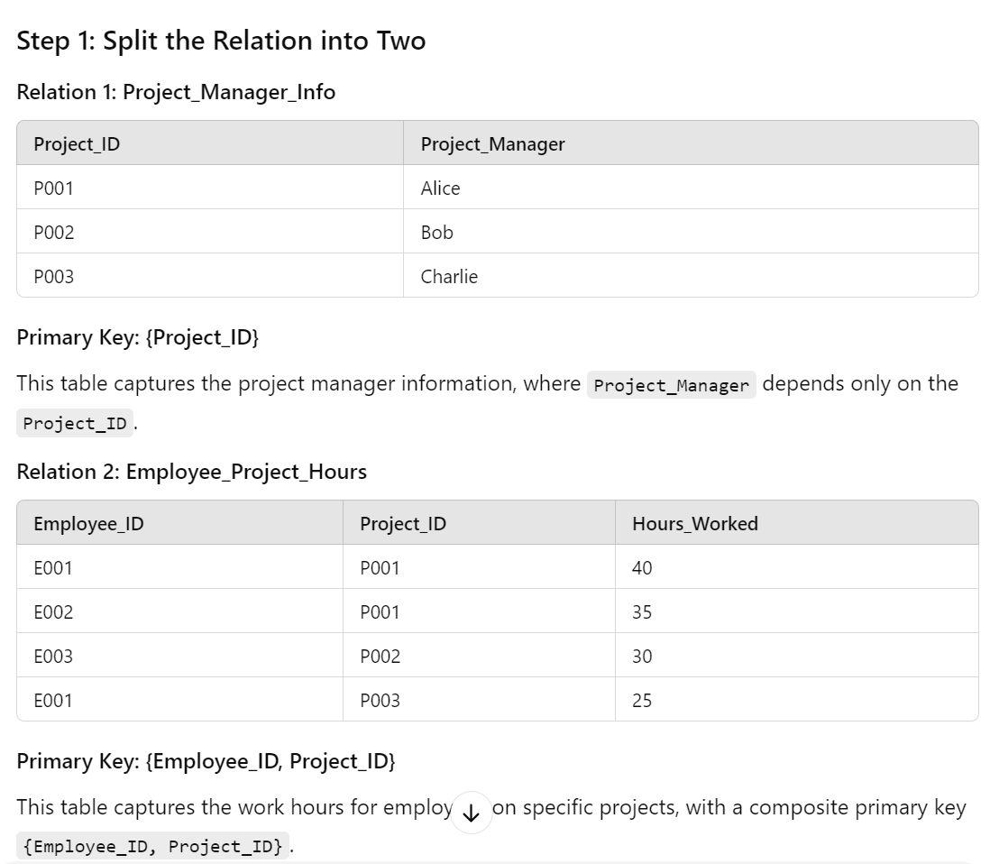 Step 1: Split the Relation into Two
Relation 1: Project_Manager_Info
Project_ID Project_Manager
P001 Alice
P002 Bob
P003 Charlie
Primary Key: {Project_ID}
This table captures the project manager information, where Project_Manager depends only on the
Project_ID.
Relation 2: Employee_Project_Hours
Employee_ID Project_ID Hours_Worked
E001 P001 40
E002 P001 35
E003 P002 30
E001 P003 25
Primary Key: {Employee_ID, Project_ID}
This table captures the work hours for on specific projects, with a composite primary key
{Employee_ID, Project_ID}.